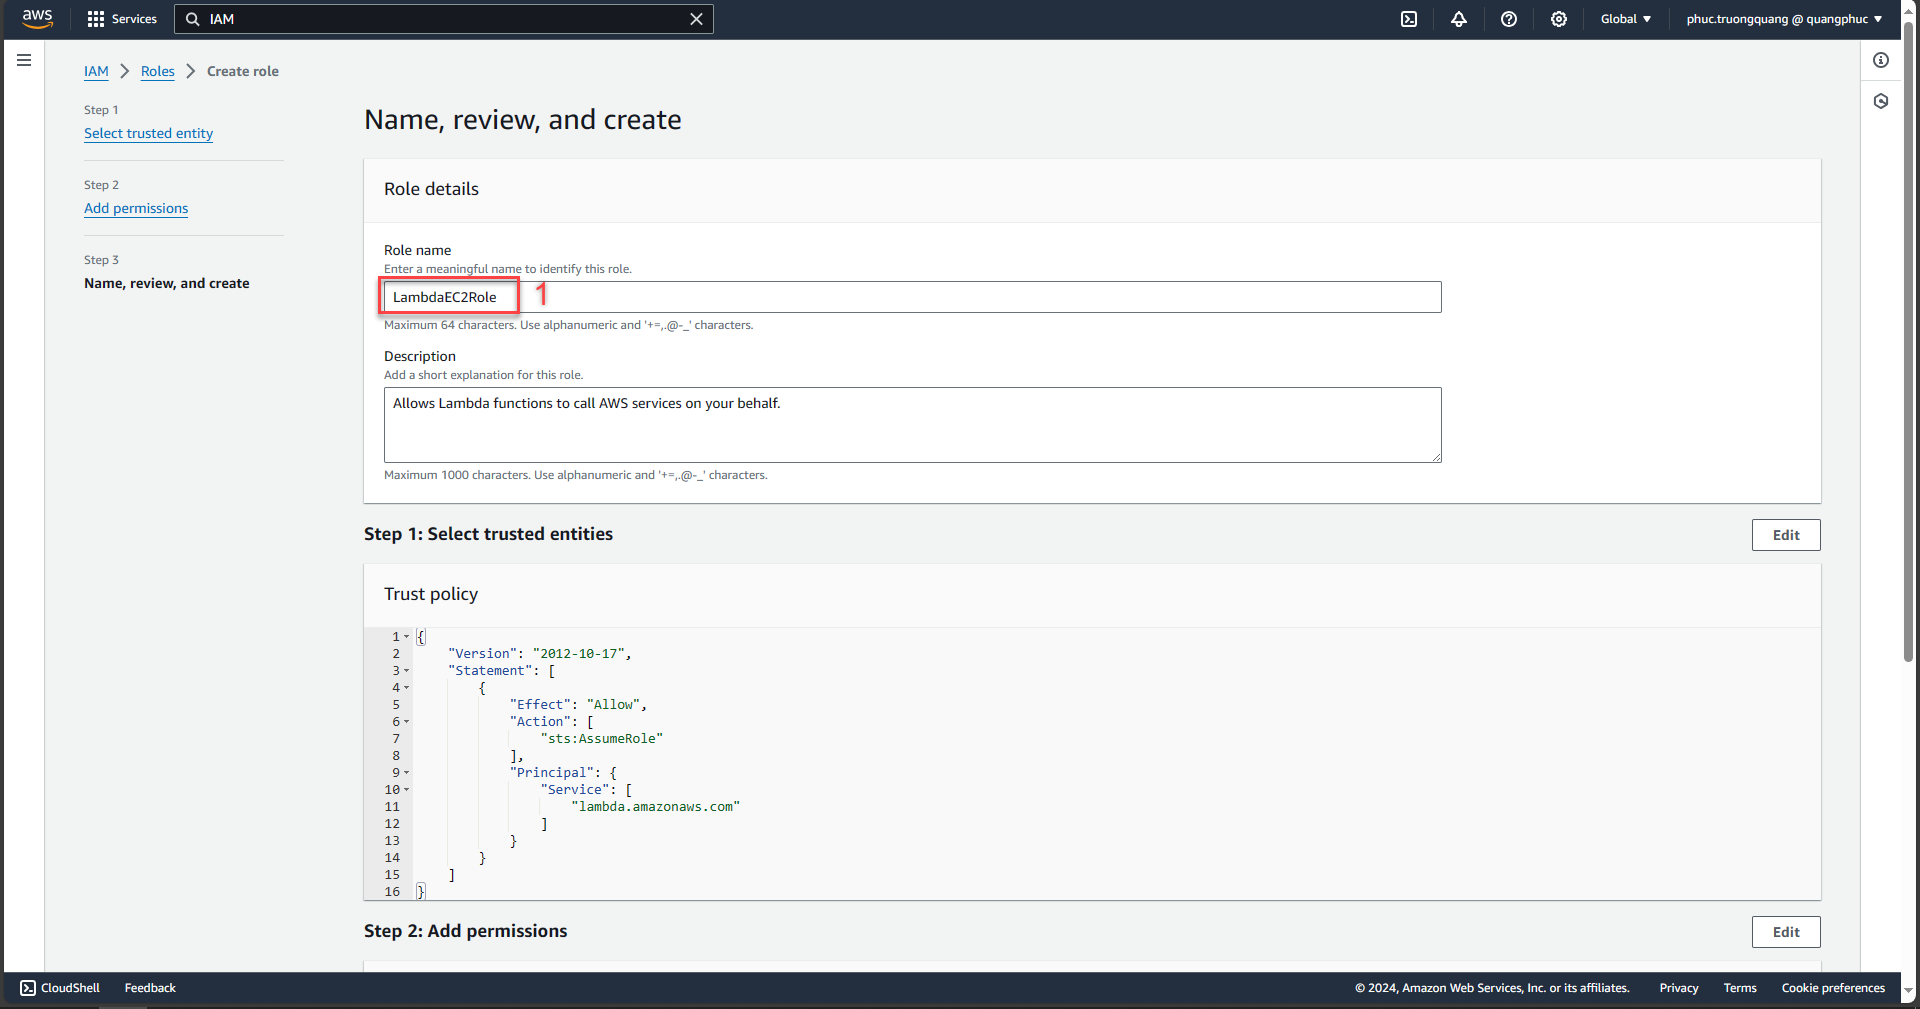 aws Services IAM Global phuc.truongquang @ quangphuc
IAM Roles Create role
Step 1
Select trusted entity
Step 2
Add permissions
Step 3
Name, review, and create
Name, review, and create
Role details
Role name
Enter a meaningful name to identify this role.
LambdaEC2Role 1
Maximum 64 characters. Use alphanumeric and '+=,.@-_' characters.
Description
Add a short explanation for this role.
Allows Lambda functions to call AWS services on your behalf.
Maximum 1000 characters. Use alphanumeric and '+=,.@-_' characters.
Step 1: Select trusted entities Edit
Trust policy
1 {
2 "Version": "2012-10-17",
3 "Statement": [
4 {
5 "Effect": "Allow",
6 "Action": [
7 "sts:AssumeRole"
8 ],
9 "Principal": {
10 "Service": [
11 "lambda.amazonaws.com"
12 ]
13 }
14 }
15 ]
16 }
Step 2: Add permissions Edit
CloudShell Feedback © 2024, Amazon Web Services, Inc. or its affiliates. Privacy Terms Cookie preferences